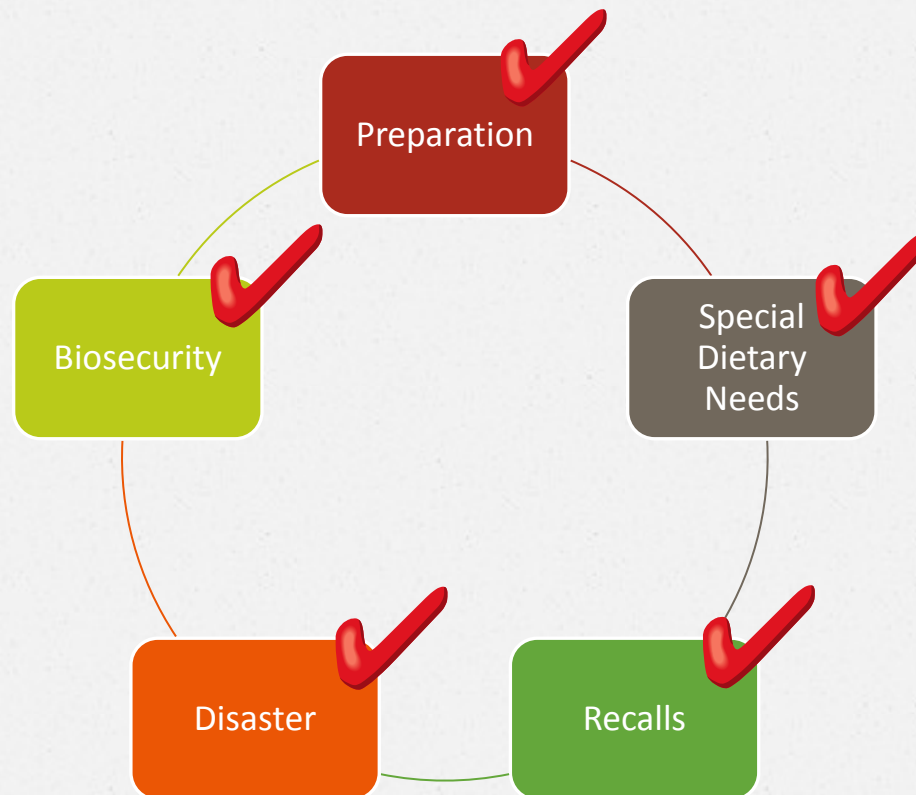 Preparation
Special
Dietary
Needs
Recalls
Disaster
Biosecurity